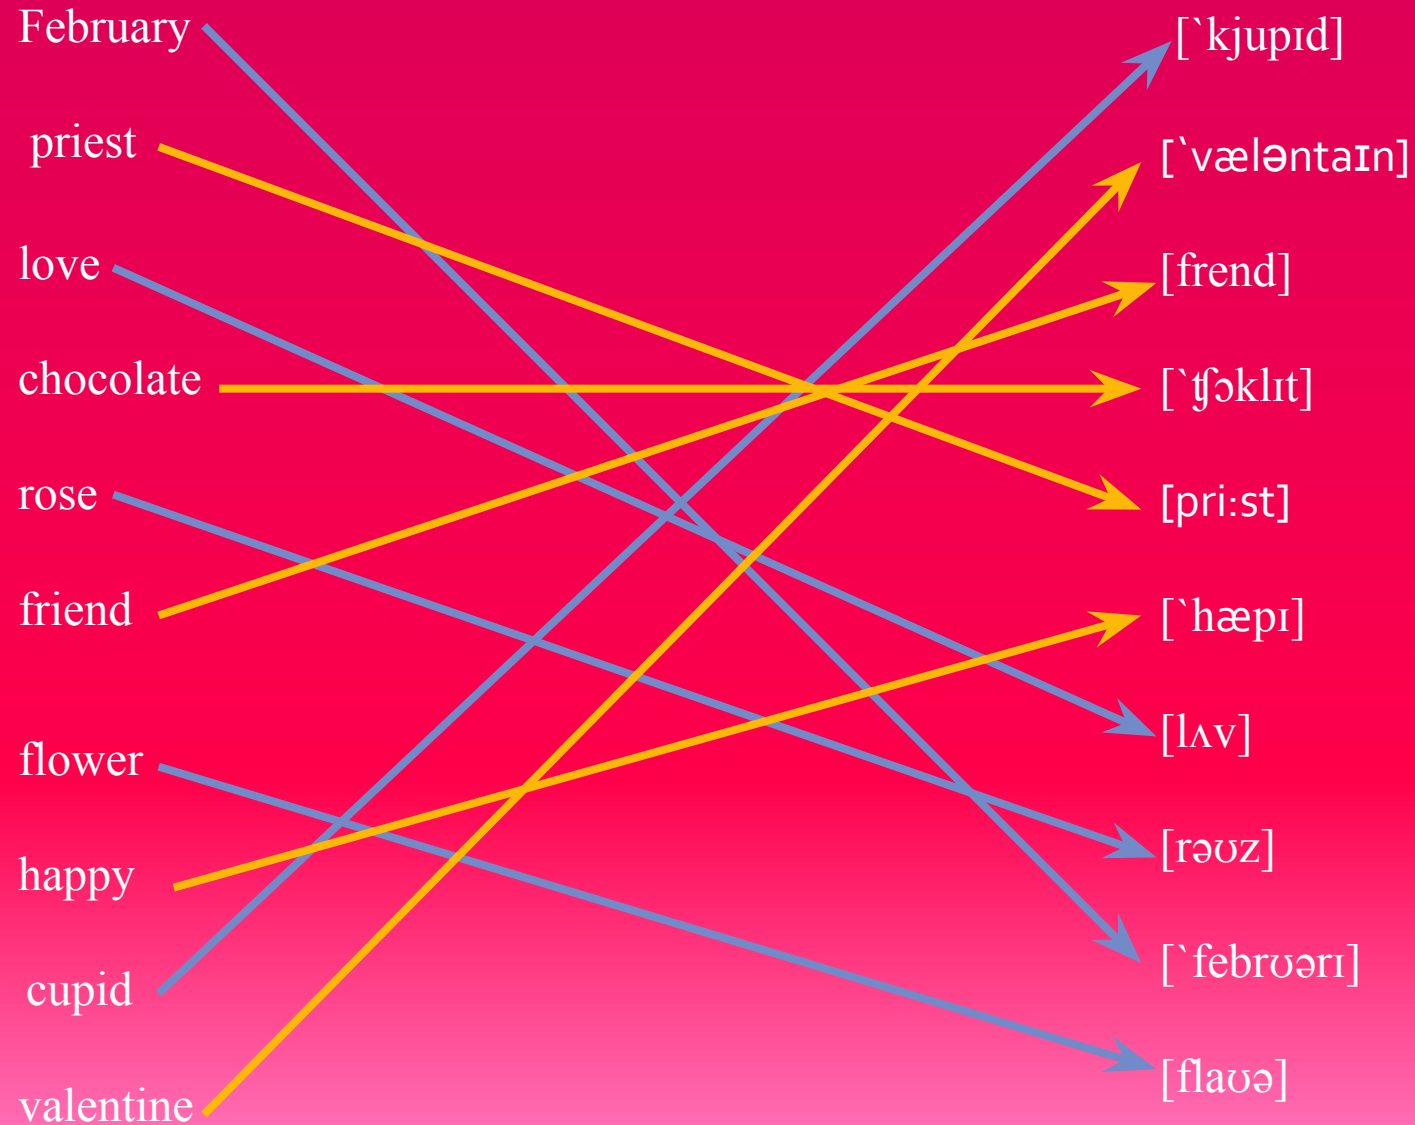 February
priest
love
chocolate
rose
friend
flower
happy
cupid
valentine
[`kjupɪd]
[`væləntaɪn]
[frend]
[`ʧɔklɪt]
[pri:st]
[`hæpɪ]
[lʌv]
[rəʊz]
[`febrʊərɪ]
[flaʊə]